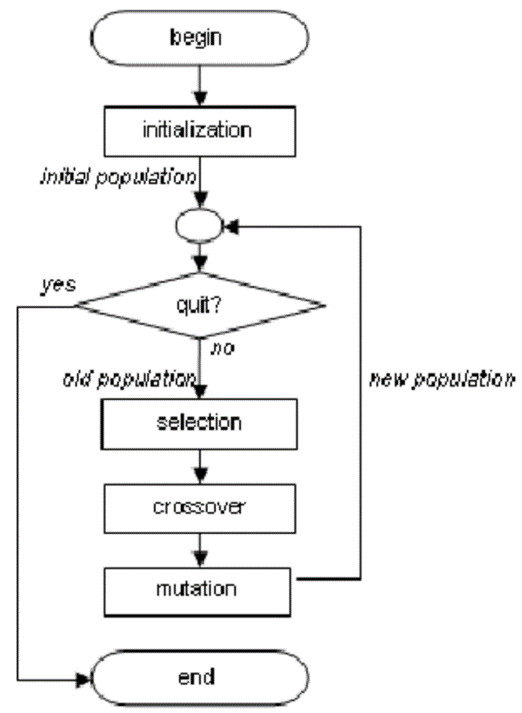 begin
initialization
initial population
yes
quit?
no
old population
new population
selection
crossover
mutation
end